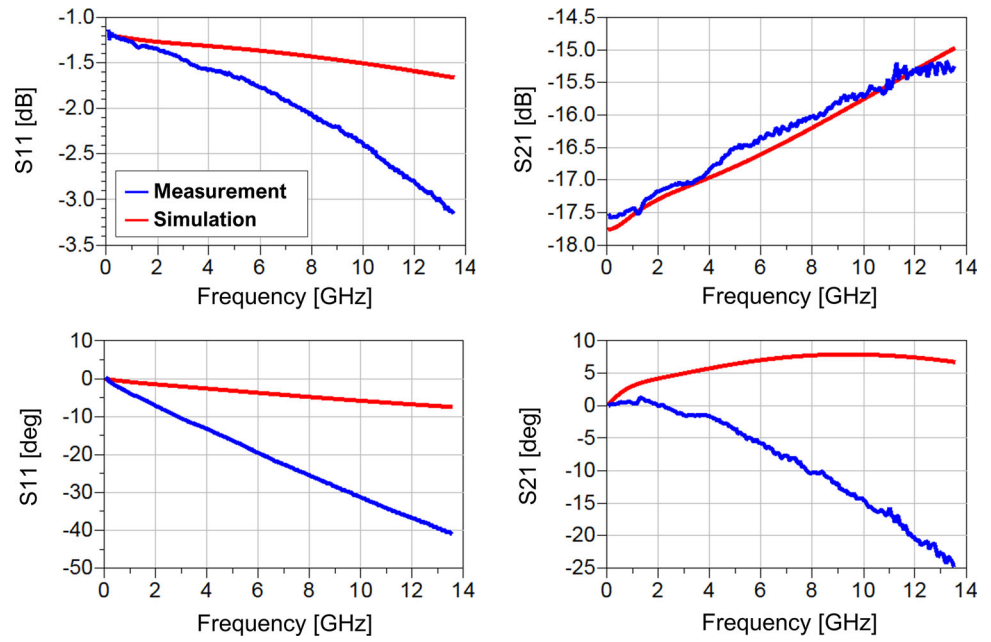 S11 [dB]
-1.0
-1.5
-2.0
-2.5
-3.0
-3.5
Measurement
Simulation
0 2 4 6 8 10 12 14
Frequency [GHz]
S21 [dB]
-14.5
-15.0
-15.5
-16.0
-16.5
-17.0
-17.5
-18.0
0 2 4 6 8 10 12 14
Frequency [GHz]
S11 [deg]
10
0
-10
-20
-30
-40
-50
0 2 4 6 8 10 12 14
Frequency [GHz]
S21 [deg]
10
5
0
-5
-10
-15
-20
-25
0 2 4 6 8 10 12 14
Frequency [GHz]